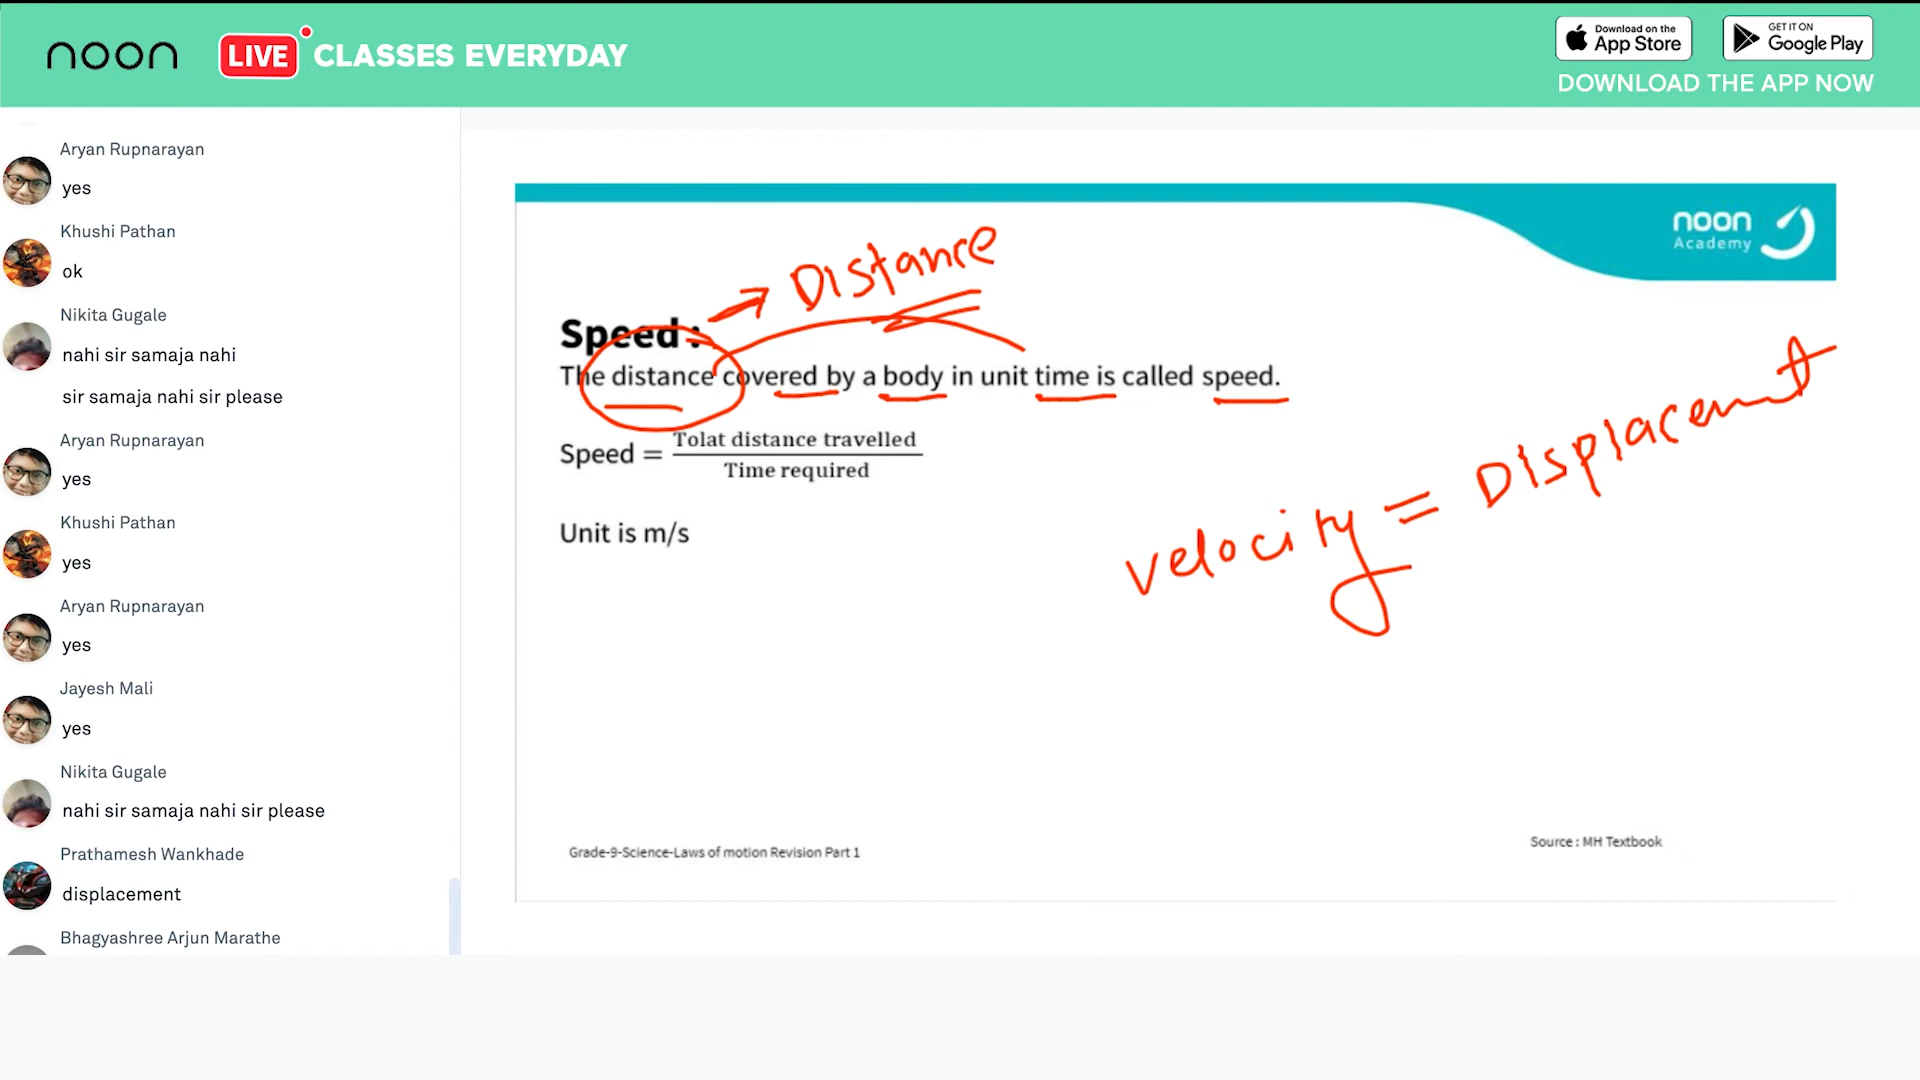 noon LIVE CLASSES EVERYDAY
Download on the
App Store
GET IT ON
Google Play
DOWNLOAD THE APP NOW
Aryan Rupnarayan
yes
Khushi Pathan
ok
Nikita Gugale
nahi sir samaja nahi
sir samaja nahi sir please
Aryan Rupnarayan
yes
Khushi Pathan
yes
Aryan Rupnarayan
yes
Jayesh Mali
yes
Nikita Gugale
nahi sir samaja nahi sir please
Prathamesh Wankhade
displacement
Bhagyashree Arjun Marathe
noon
Academy
Distance
Speed :
The distance covered by a body in unit time is called speed.
Speed = Tolat distance travelled
Time required
Unit is m/s
velocity = Displacement
Grade-9-Science-Laws of motion Revision Part 1
Source : MH Textbook